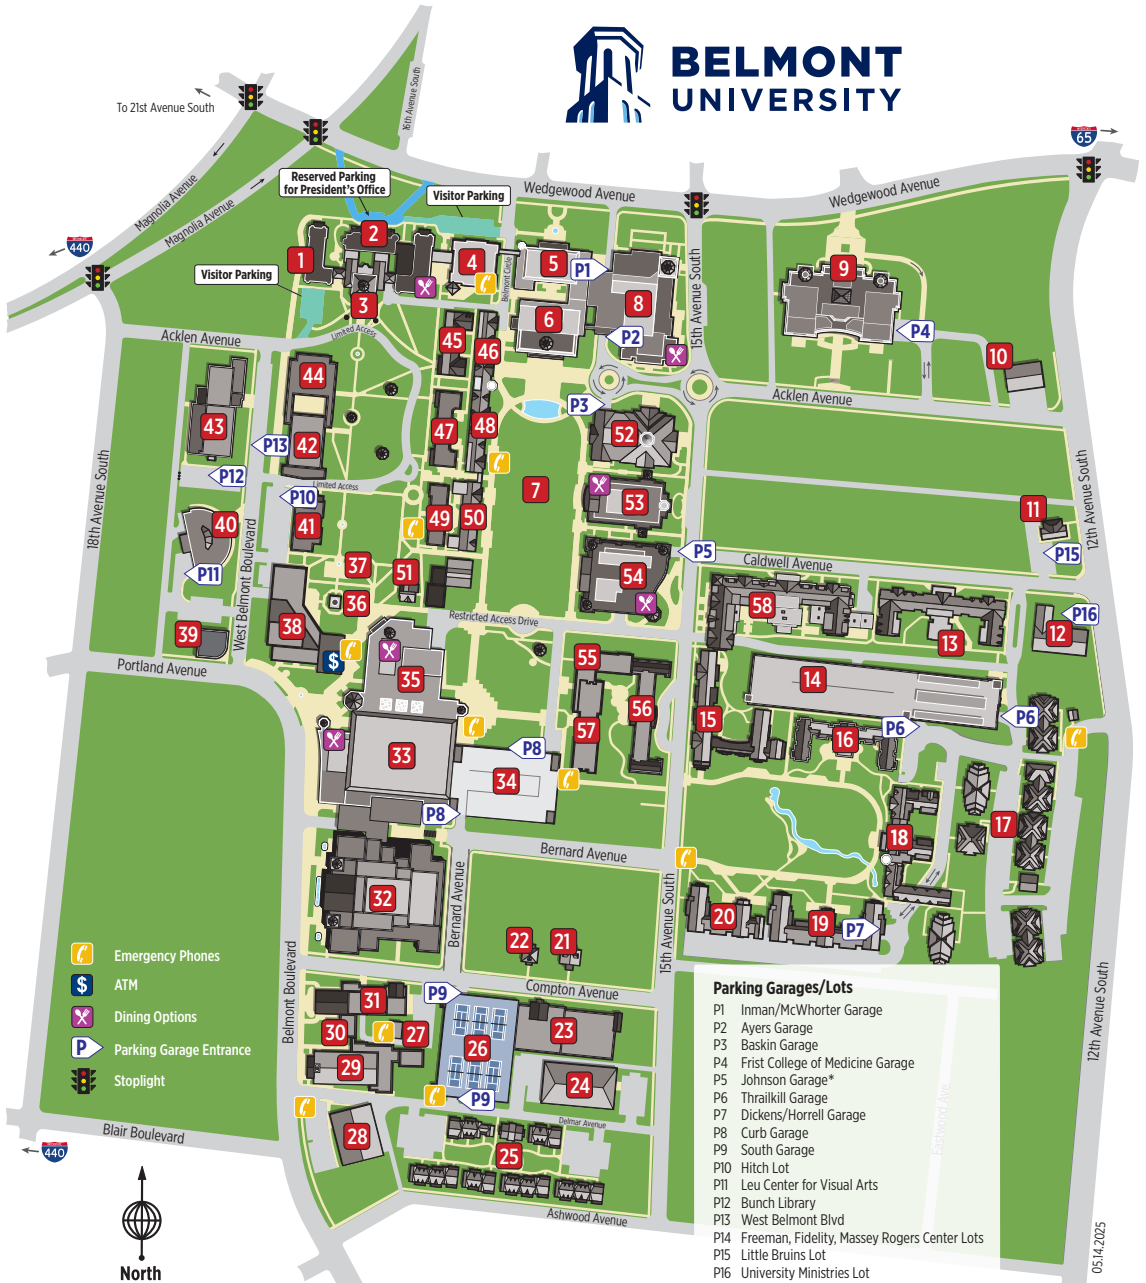 BELMONT
UNIVERSITY
To 21st Avenue South
16th Avenue South
65
Reserved Parking
for President's Office
Visitor Parking
Wedgewood Avenue
Wedgewood Avenue
Magnolia Avenue
Magnolia Avenue
440
Visitor Parking
1
2
3
4
5
P1
6
8
P2
9
P4
10
Belmont Circle
15th Avenue South
Limited Access
Acklen Avenue
Acklen Avenue
45
46
44
43
42
47
48
P3
52
P13
P12
P10
Limited Access
7
53
11
12th Avenue South
18th Avenue South
40
41
49
50
P5
P15
Caldwell Avenue
P11
West Belmont Boulevard
37
51
54
36
58
P16
12
13
39
38
Restricted Access Drive
Portland Avenue
35
55
56
57
14
15
16
P6
P6
33
P8
34
P8
17
18
Bernard Avenue
Bernard Avenue
32
15th Avenue South
20
19
P7
22
21
Emergency Phones
$ ATM
Dining Options
P Parking Garage Entrance
Stoplight
Belmont Boulevard
Compton Avenue
P9
31
30
27
29
26
23
24
P9
28
25
Delmar Avenue
Blair Boulevard
440
Ashwood Avenue
North
12th Avenue South
Eastwood Ave
Parking Garages/Lots
P1 Inman/McWhorter Garage
P2 Ayers Garage
P3 Baskin Garage
P4 Frist College of Medicine Garage
P5 Johnson Garage*
P6 Thrailkill Garage
P7 Dickens/Horrell Garage
P8 Curb Garage
P9 South Garage
P10 Hitch Lot
P11 Leu Center for Visual Arts
P12 Bunch Library
P13 West Belmont Blvd
P14 Freeman, Fidelity, Massey Rogers Center Lots
P15 Little Bruins Lot
P16 University Ministries Lot
05.14.2025